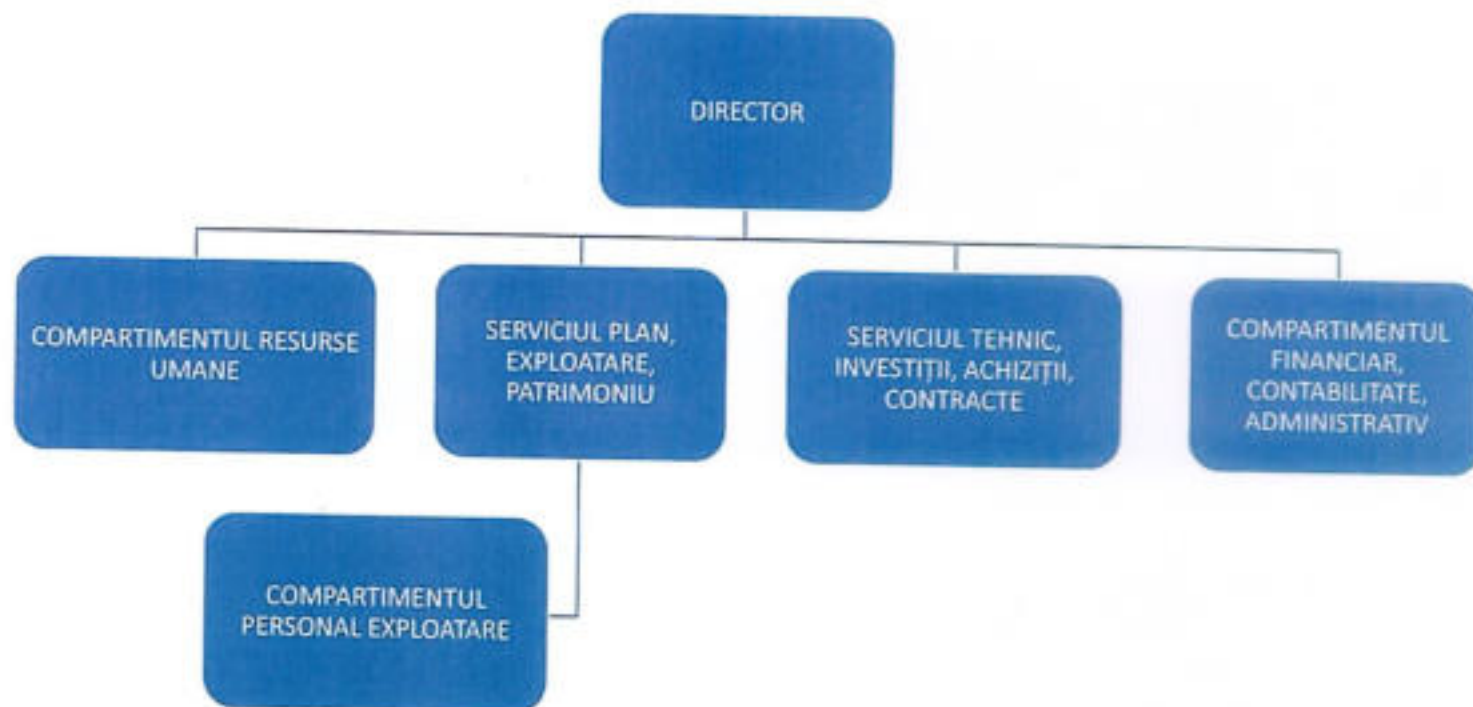 DIRECTOR
COMPARTIMENTUL RESURSE
UMANE
SERVICIUL PLAN,
EXPLOATARE,
PATRIMONIU
SERVICIUL TEHNIC,
INVESTIȚII, ACHIZIȚII,
CONTRACTE
COMPARTIMENTUL
FINANCIAR,
CONTABILITATE,
ADMINISTRATIV
COMPARTIMENTUL
PERSONAL EXPLOATARE